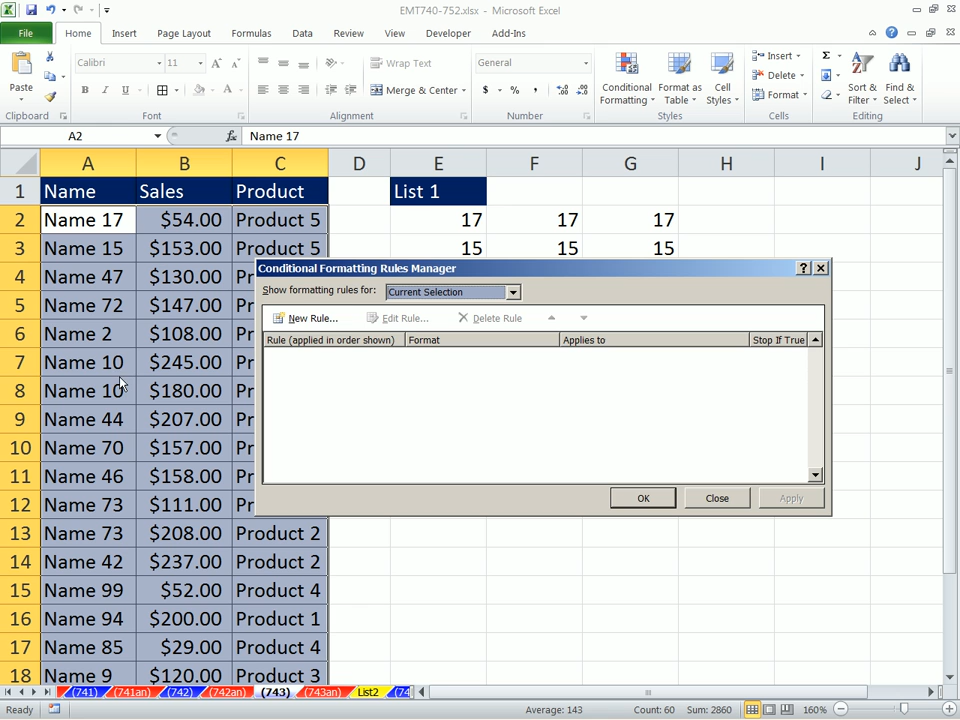 EMT740-752.xlsx - Microsoft Excel
File Home Insert Page Layout Formulas Data Review View Developer Add-Ins
Paste
Clipboard
Calibri 11
B I U
Font
Wrap Text
Merge & Center
Alignment
General
$ % ,
Number
Conditional Formatting
Format as Table
Cell Styles
Styles
Insert
Delete
Format
Cells
Σ
Sort & Filter
Find & Select
Editing
A2 fx Name 17
A B C D E F G H I J
1 Name Sales Product List 1
2 Name 17 $54.00 Product 5 17 17 17
3 Name 15 $153.00 Product 5 15 15 15
4 Name 47 $130.00 Pr
5 Name 72 $147.00 Pr
6 Name 2 $108.00 Pr
7 Name 10 $245.00 Pr
8 Name 10 $180.00 Pr
9 Name 44 $207.00 Pr
10 Name 70 $157.00 Pr
11 Name 46 $158.00 Pr
12 Name 73 $111.00 Pr
13 Name 73 $208.00 Product 2
14 Name 42 $237.00 Product 2
15 Name 99 $52.00 Product 4
16 Name 94 $200.00 Product 1
17 Name 85 $29.00 Product 4
18 Name 9 $120.00 Product 3
Conditional Formatting Rules Manager
Show formatting rules for: Current Selection
New Rule... Edit Rule... Delete Rule
Rule (applied in order shown) Format Applies to Stop If True
OK Close Apply
(741) (741an) (742) (742an) (743) (743an) List2 (74
Ready Average: 143 Count: 60 Sum: 2860 160%